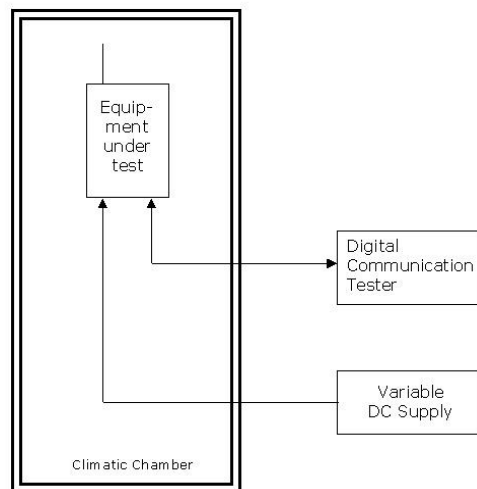 Equip-
ment
under
test
Digital
Communication
Tester
Variable
DC Supply
Climatic Chamber